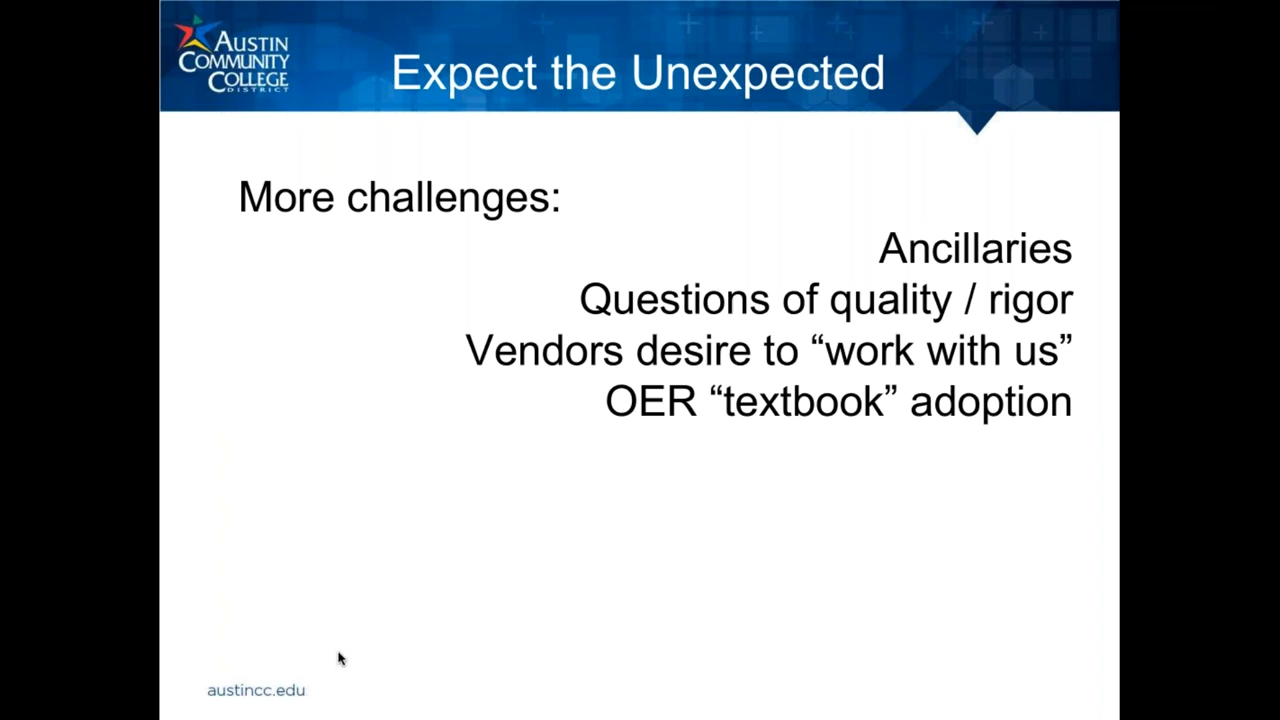 AUSTIN
COMMUNITY
COLLEGE
DISTRICT
Expect the Unexpected
More challenges:
Ancillaries
Questions of quality / rigor
Vendors desire to “work with us”
OER “textbook” adoption
austincc.edu